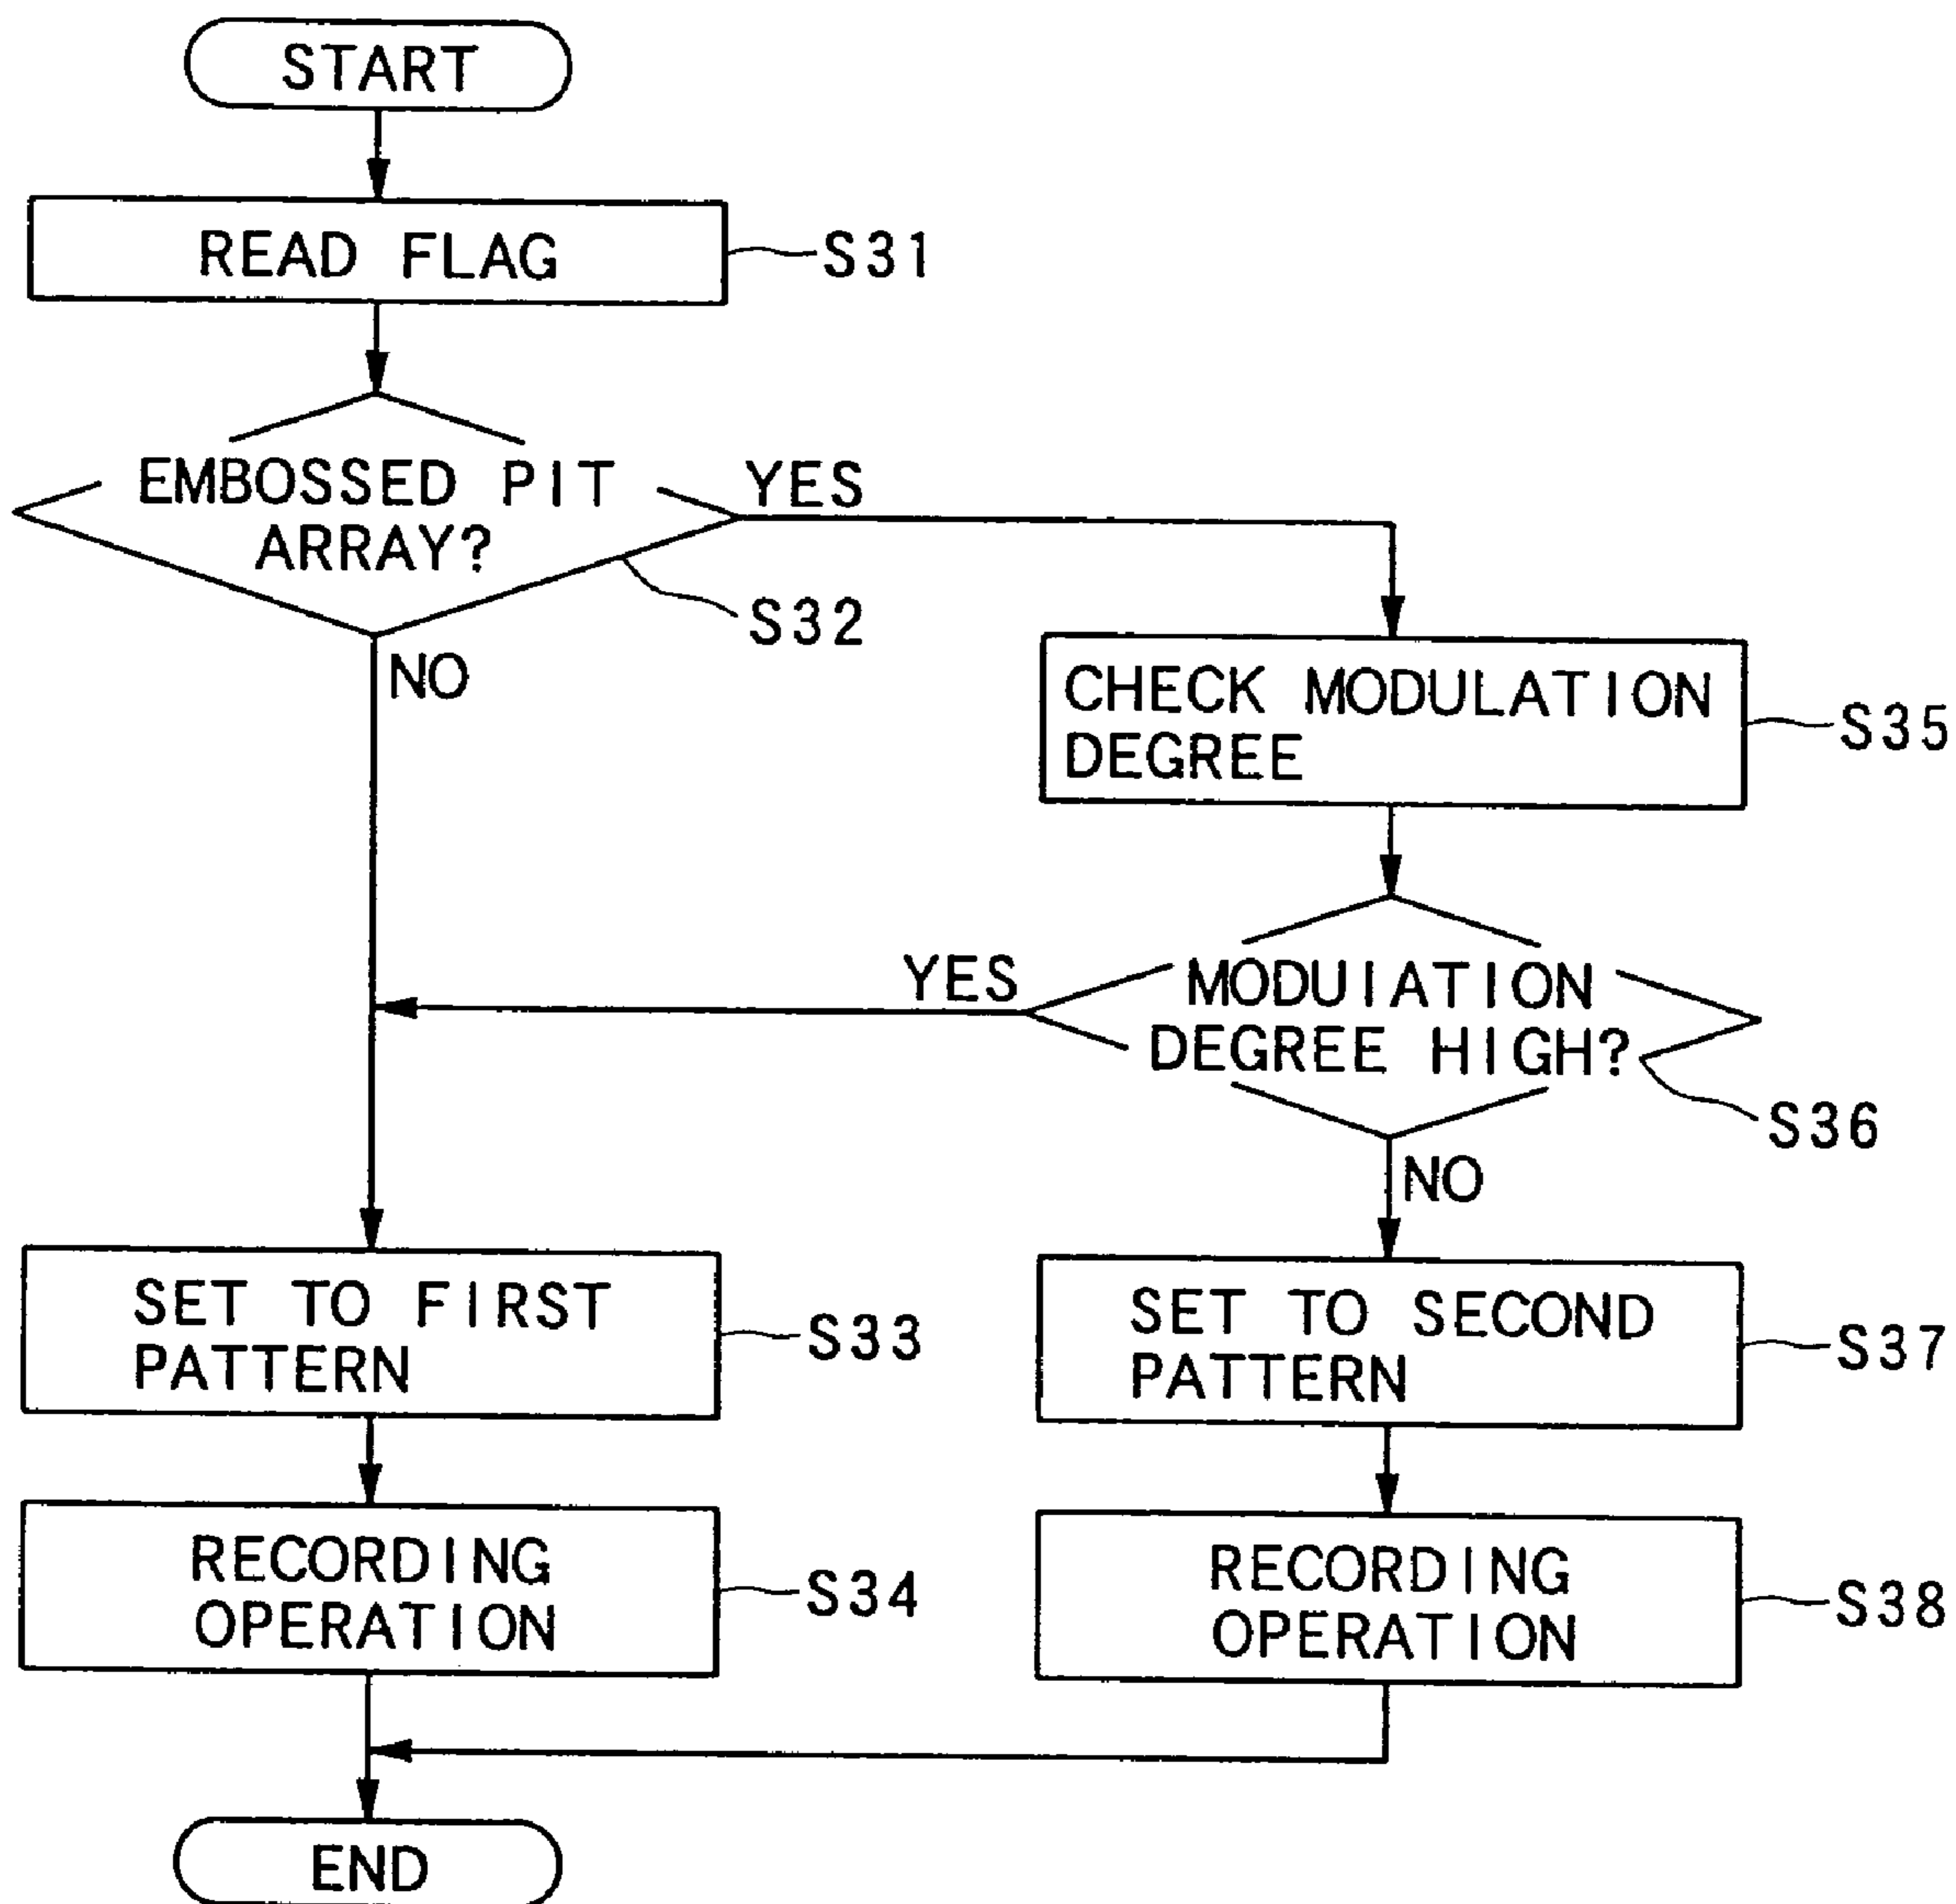 START
READ FLAG
S31
EMBOSSED PIT
ARRAY?
YES
S32
NO
CHECK MODULATION
DEGREE
S35
YES
MODUIATION
DEGREE HIGH?
S36
NO
SET TO FIRST
PATTERN
S33
SET TO SECOND
PATTERN
S37
RECORDING
OPERATION
S34
RECORDING
OPERATION
S38
END